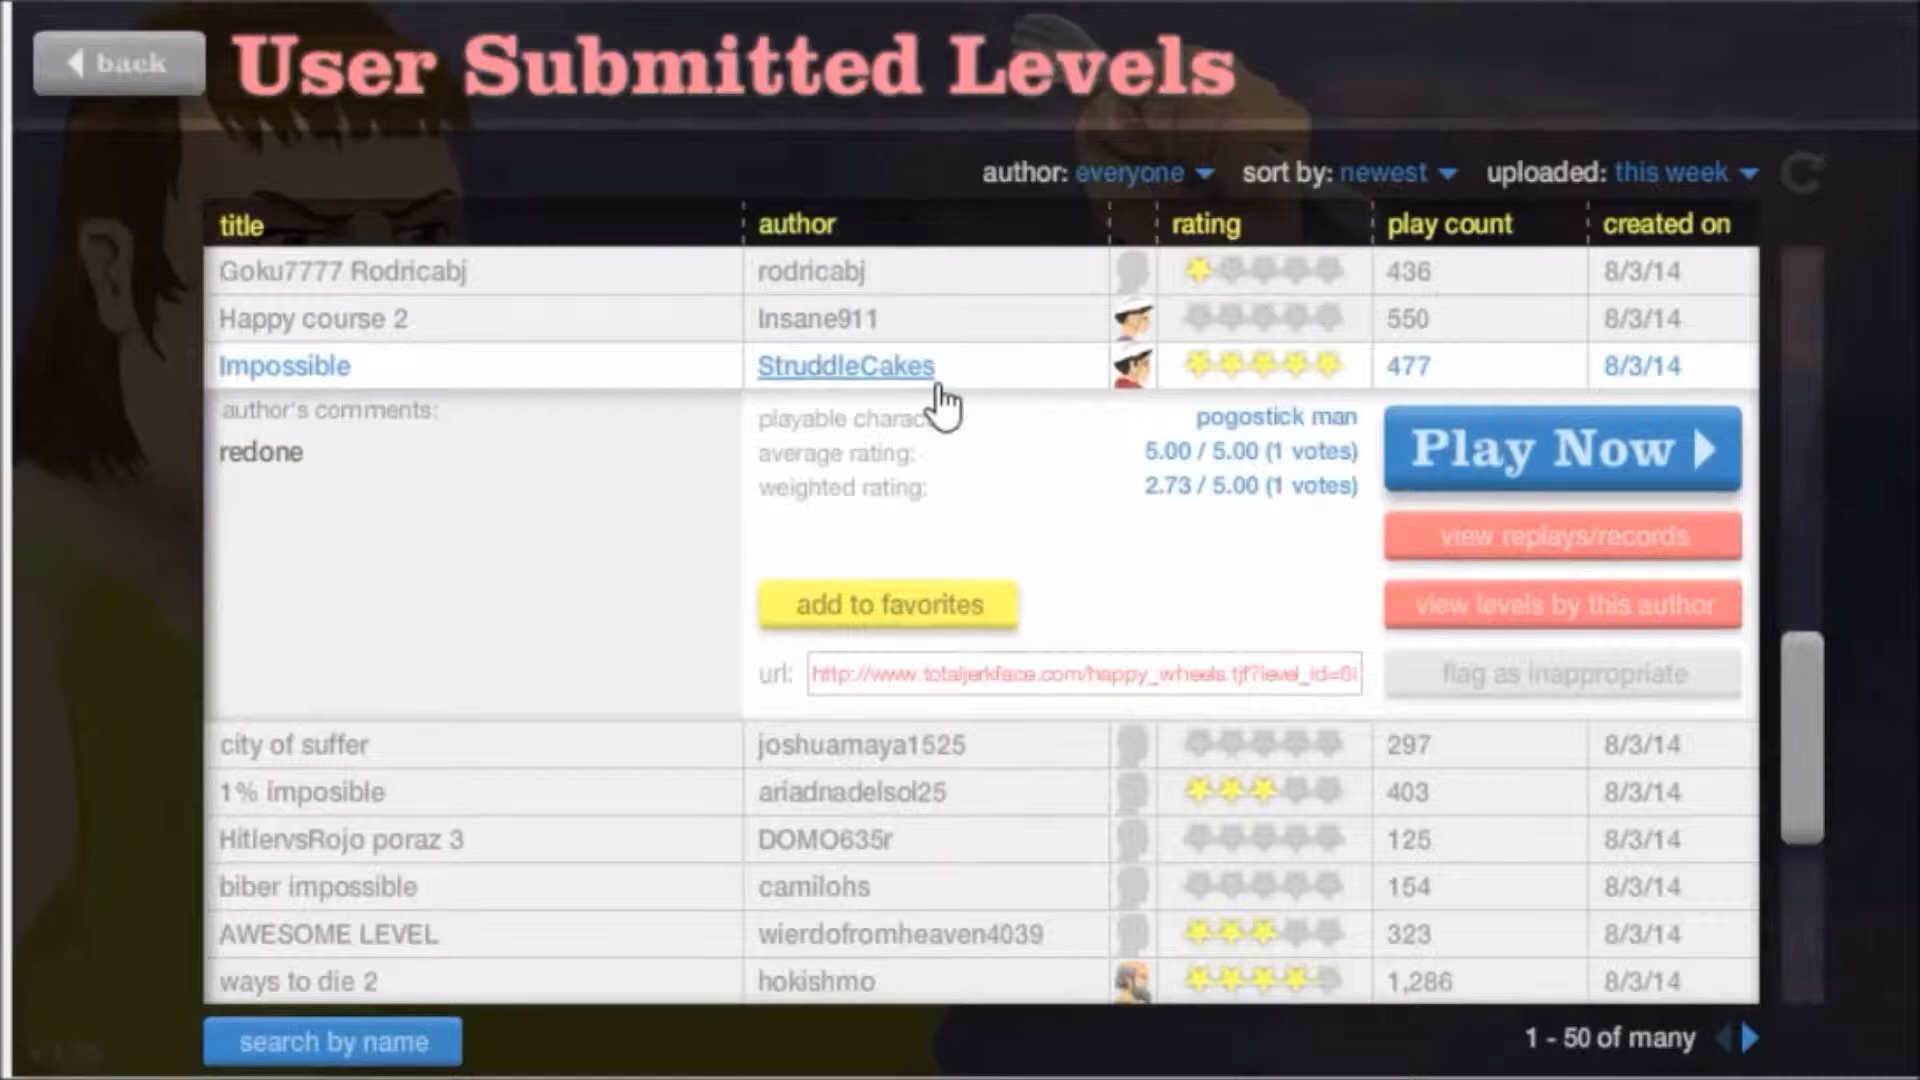 back
User Submitted Levels
author: everyone sort by: newest uploaded: this week
title author rating play count created on
Goku7777 Rodricabj rodricabj 436 8/3/14
Happy course 2 Insane911 550 8/3/14
Impossible StruddleCakes 477 8/3/14
author's comments:
redone
playable charac pogostick man
average rating: 5.00 / 5.00 (1 votes)
weighted rating: 2.73 / 5.00 (1 votes)
Play Now
view replays/records
add to favorites
view levels by this author
url: http://www.totaljerkface.com/happy_wheels.tjf?level_id=
flag as inappropriate
city of suffer joshuamaya1525 297 8/3/14
1% imposible ariadnadelsol25 403 8/3/14
HitlervsRojo poraz 3 DOMO635r 125 8/3/14
biber impossible camilohs 154 8/3/14
AWESOME LEVEL wierdofromheaven4039 323 8/3/14
ways to die 2 hokishmo 1,286 8/3/14
search by name
1 - 50 of many